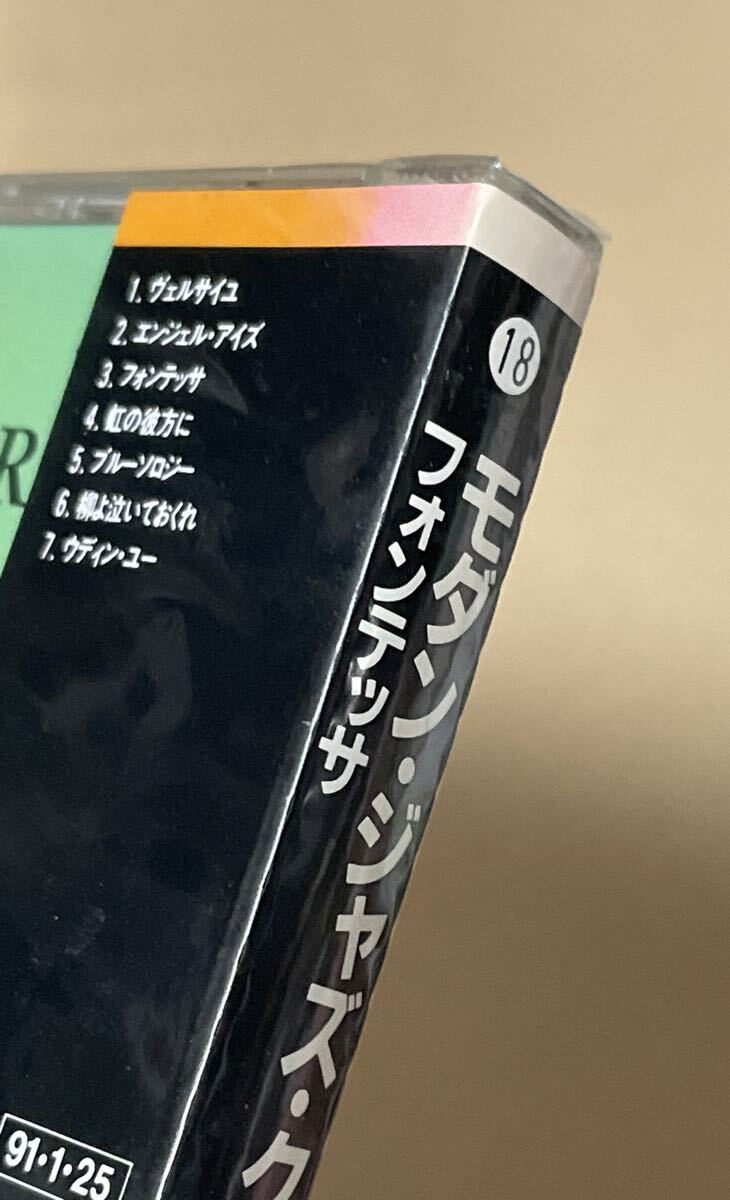 R
1. ヴェルサイユ
2. エンジェル・アイズ
3. フォンテッサ
4. 虹の彼方に
5. ブルーソロジー
6. 柳よ泣いておくれ
7. ウディン・ユー
91・1・25
18
モダン・ジャズ・ク
フォンテッサ